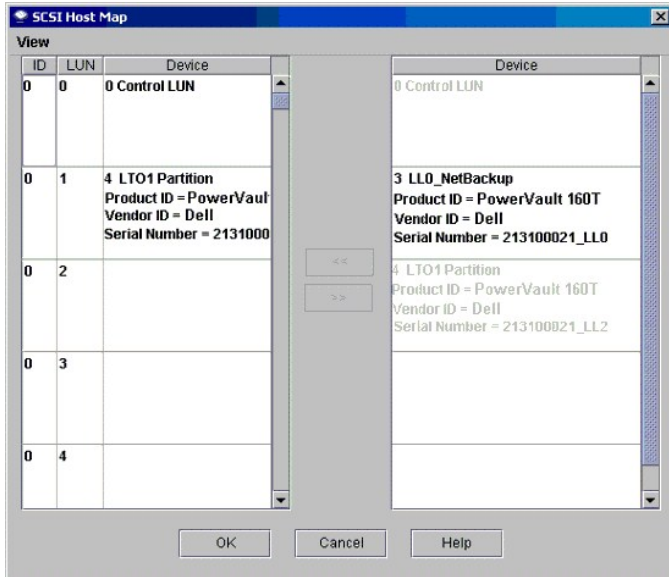 SCSI Host Map
View
ID LUN Device
0 0 0 Control LUN
0 1 4 LTO1 Partition
Product ID = PowerVaul
Vendor ID = Dell
Serial Number = 2131000
0 2
0 3
0 4
<<
>>
Device
0 Control LUN
3 LL0_NetBackup
Product ID = PowerVault 160T
Vendor ID = Dell
Serial Number = 213100021_LL0
4 LTO1 Partition
Product ID = PowerVault 160T
Vendor ID = Dell
Serial Number = 213100021_LL2
OK Cancel Help